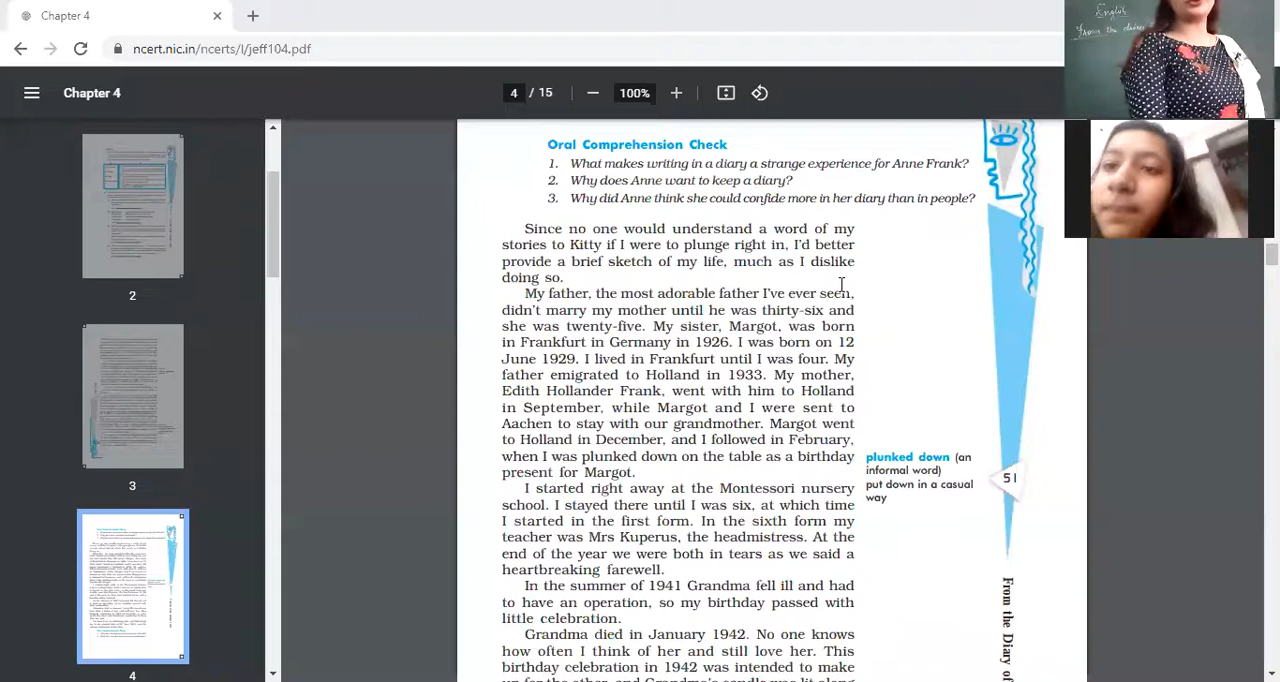 Chapter 4
ncert.nic.in/ncerts/l/jeff104.pdf
Chapter 4
4 / 15
100%
English
From the
2
3
4
Oral Comprehension Check
1. What makes writing in a diary a strange experience for Anne Frank?
2. Why does Anne want to keep a diary?
3. Why did Anne think she could confide more in her diary than in people?
Since no one would understand a word of my
stories to Kitty if I were to plunge right in, I'd better
provide a brief sketch of my life, much as I dislike
doing so.
My father, the most adorable father I've ever seen,
didn't marry my mother until he was thirty-six and
she was twenty-five. My sister, Margot, was born
in Frankfurt in Germany in 1926. I was born on 12
June 1929. I lived in Frankfurt until I was four. My
father emigrated to Holland in 1933. My mother,
Edith Hollander Frank, went with him to Holland
in September, while Margot and I were sent to
Aachen to stay with our grandmother. Margot went
to Holland in December, and I followed in February,
when I was plunked down on the table as a birthday
present for Margot.
I started right away at the Montessori nursery
school. I stayed there until I was six, at which time
I started in the first form. In the sixth form my
teacher was Mrs Kuperus, the headmistress. At the
end of the year we were both in tears as we said a
heartbreaking farewell.
In the summer of 1941 Grandma fell ill and had
to have an operation, so my birthday passed with
little celebration.
Grandma died in January 1942. No one knows
how often I think of her and still love her. This
birthday celebration in 1942 was intended to make
up for the other, and Grandma's candle was lit along
plunked down (an
informal word)
put down in a casual
way
51
From the Diary of